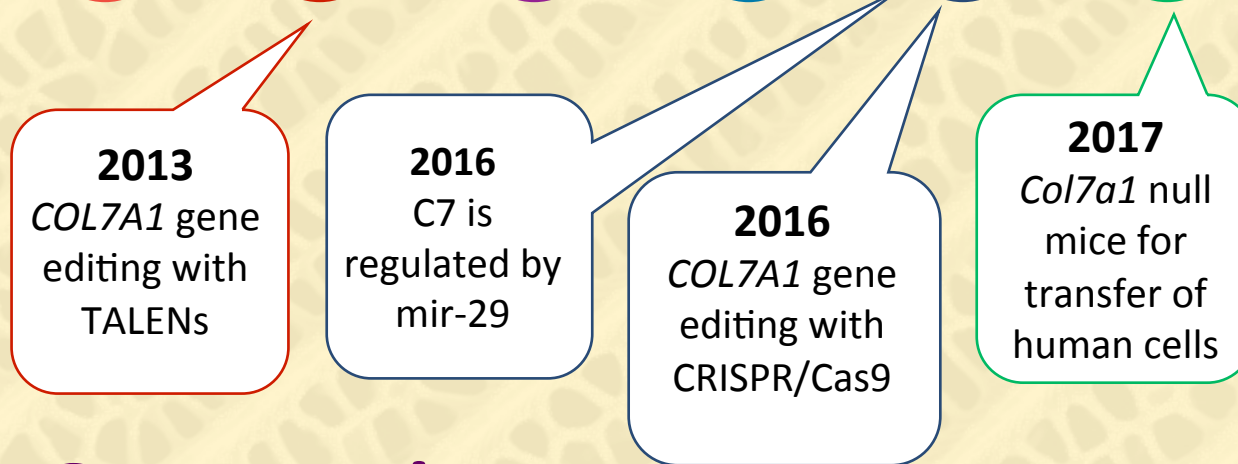 2013
COL7A1 gene
editing with
TALENs
2016
C7 is
regulated by
mir-29
2016
COL7A1 gene
editing with
CRISPR/Cas9
2017
Col7a1 null
mice for
transfer of
human cells